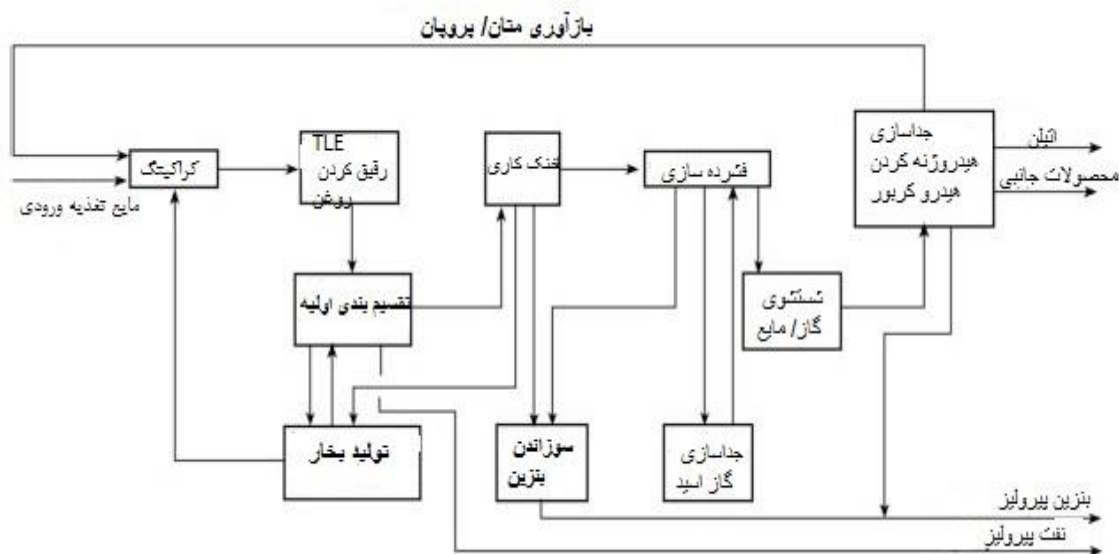 بازآوری متان/ پروپان
TLE
رقیق کردن
روغن
خنک کاری
فشرده سازی
جداسازی
هیدروژنه کردن
هیدرو کربور
اتیلن
محصولات جانبی
کراکینگ
مایع تغذیه ورودی
تقسیم بندی اولیه
شستشوی
گاز/ مایع
تولید بخار
سوزاندن
بنزین
جداسازی
گاز اسید
بنزین پیرولیز
نفت پیرولیز